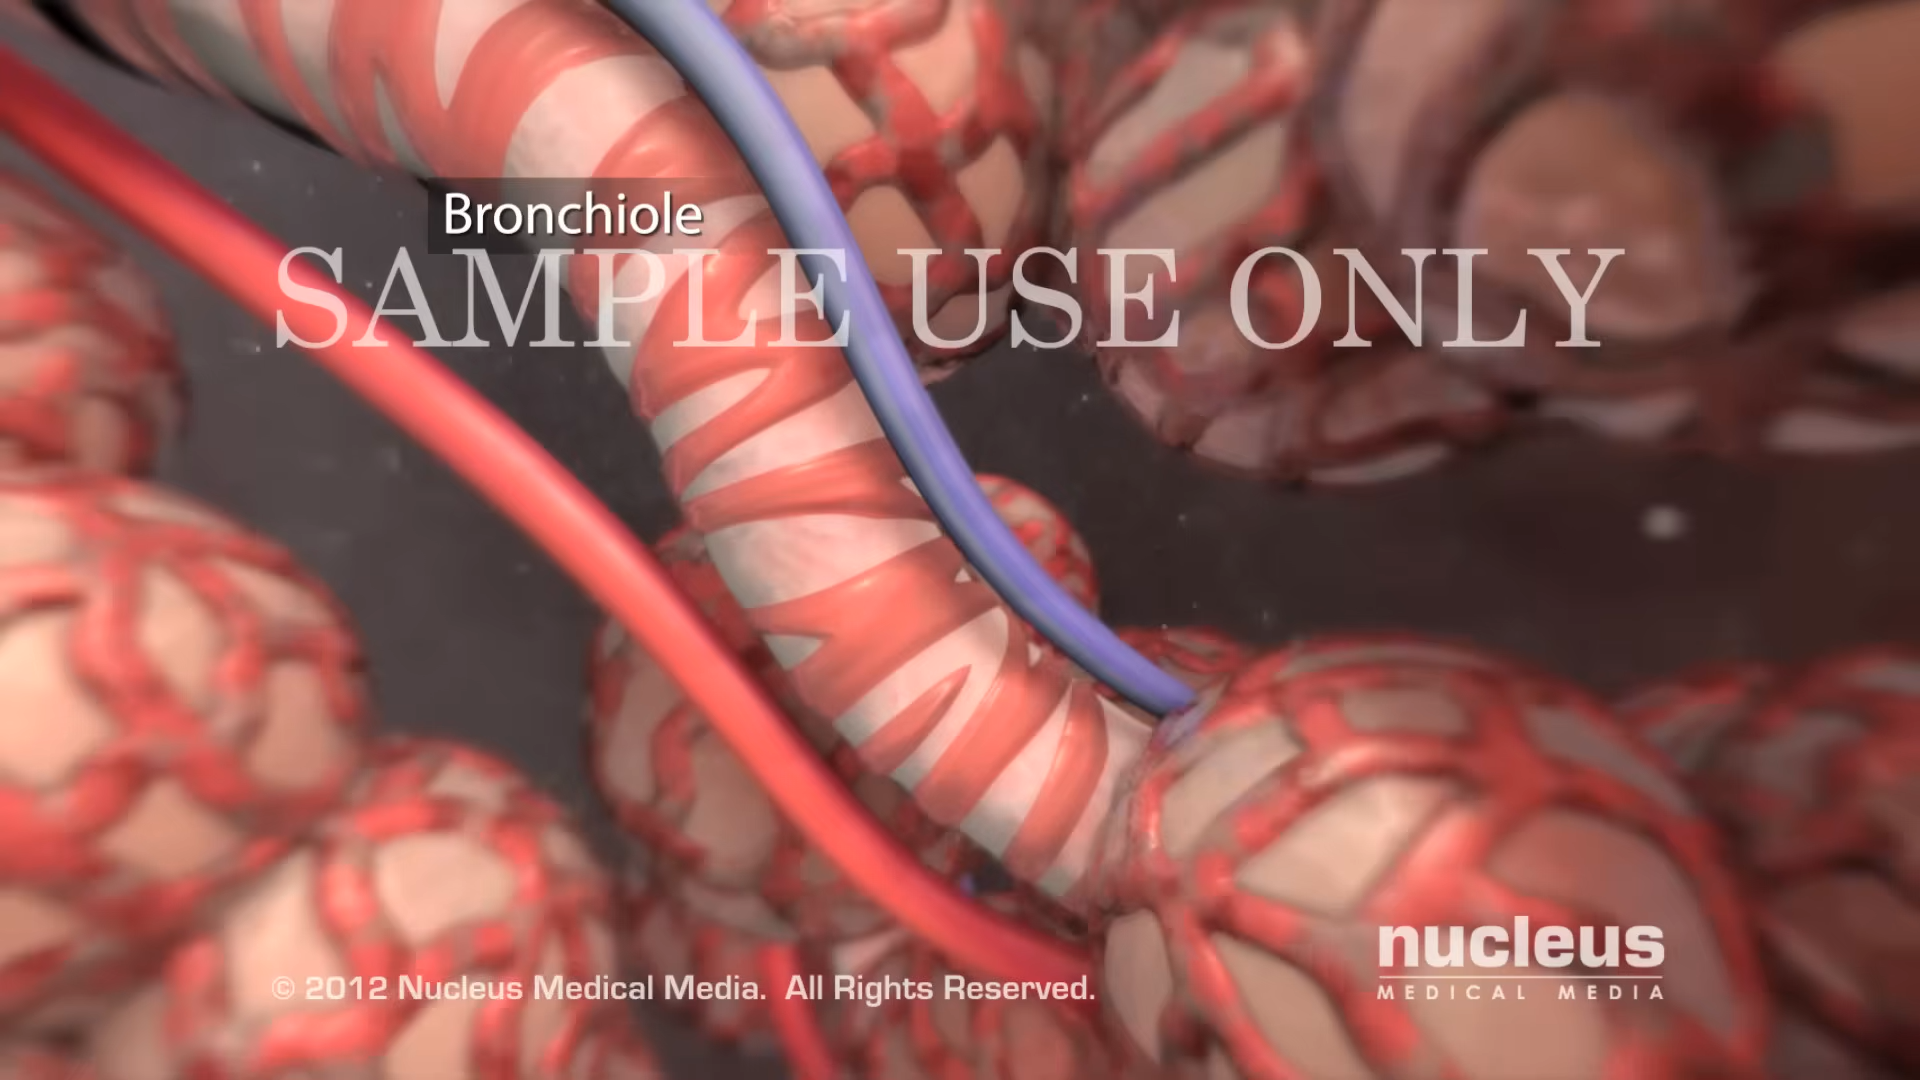 Bronchiole
SAMPLE USE ONLY
© 2012 Nucleus Medical Media. All Rights Reserved.
nucleus
MEDICAL MEDIA